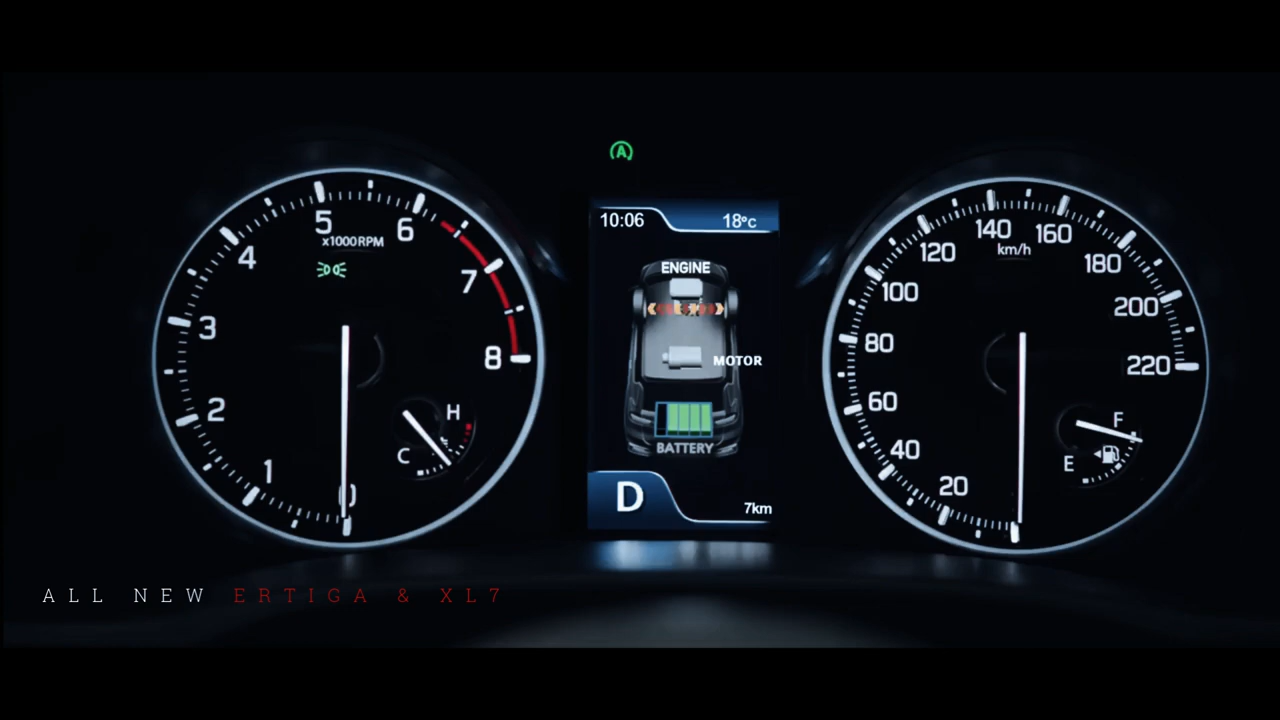 A
10:06 18°C
ENGINE
MOTOR
BATTERY
D
7km
0
1
2
3
4
5
6
7
8
x1000RPM
C
H
20
40
60
80
100
120
140
160
180
200
220
km/h
E
F
ALL NEW ERTIGA & XL7